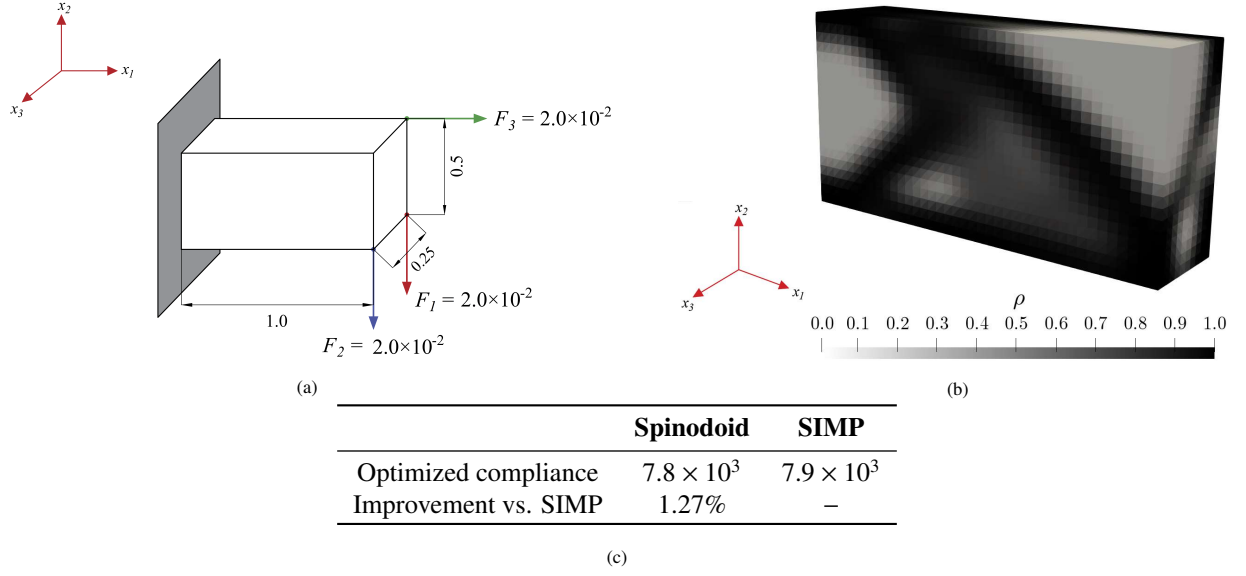 x₂
x₁
x₃
F₃ = 2.0×10⁻²
0.5
0.25
F₁ = 2.0×10⁻²
1.0
F₂ = 2.0×10⁻²
(a)
x₂
x₃
x₁
ρ
0.0 0.1 0.2 0.3 0.4 0.5 0.6 0.7 0.8 0.9 1.0
(b)
Spinodoid SIMP
Optimized compliance 7.8 × 10³ 7.9 × 10³
Improvement vs. SIMP 1.27% –
(c)